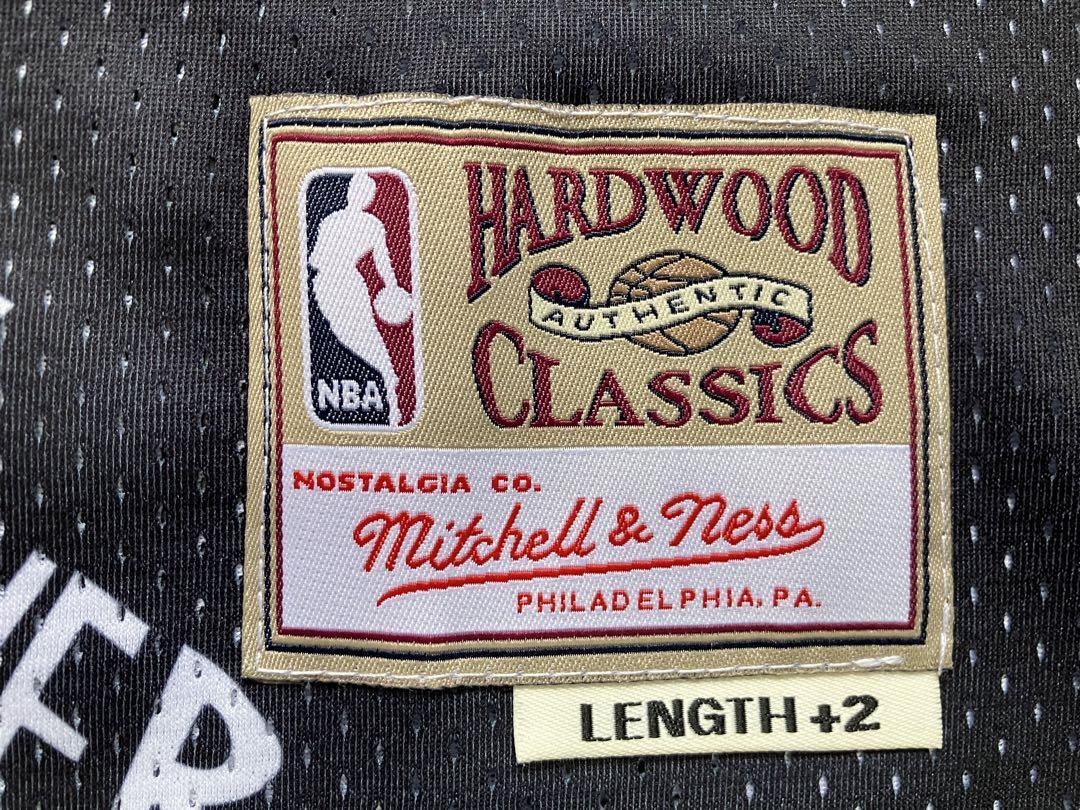 HARDWOOD
AUTHENTIC
CLASSICS
NBA
NOSTALGIA CO.
Mitchell & Ness
PHILADELPHIA, PA.
LENGTH +2